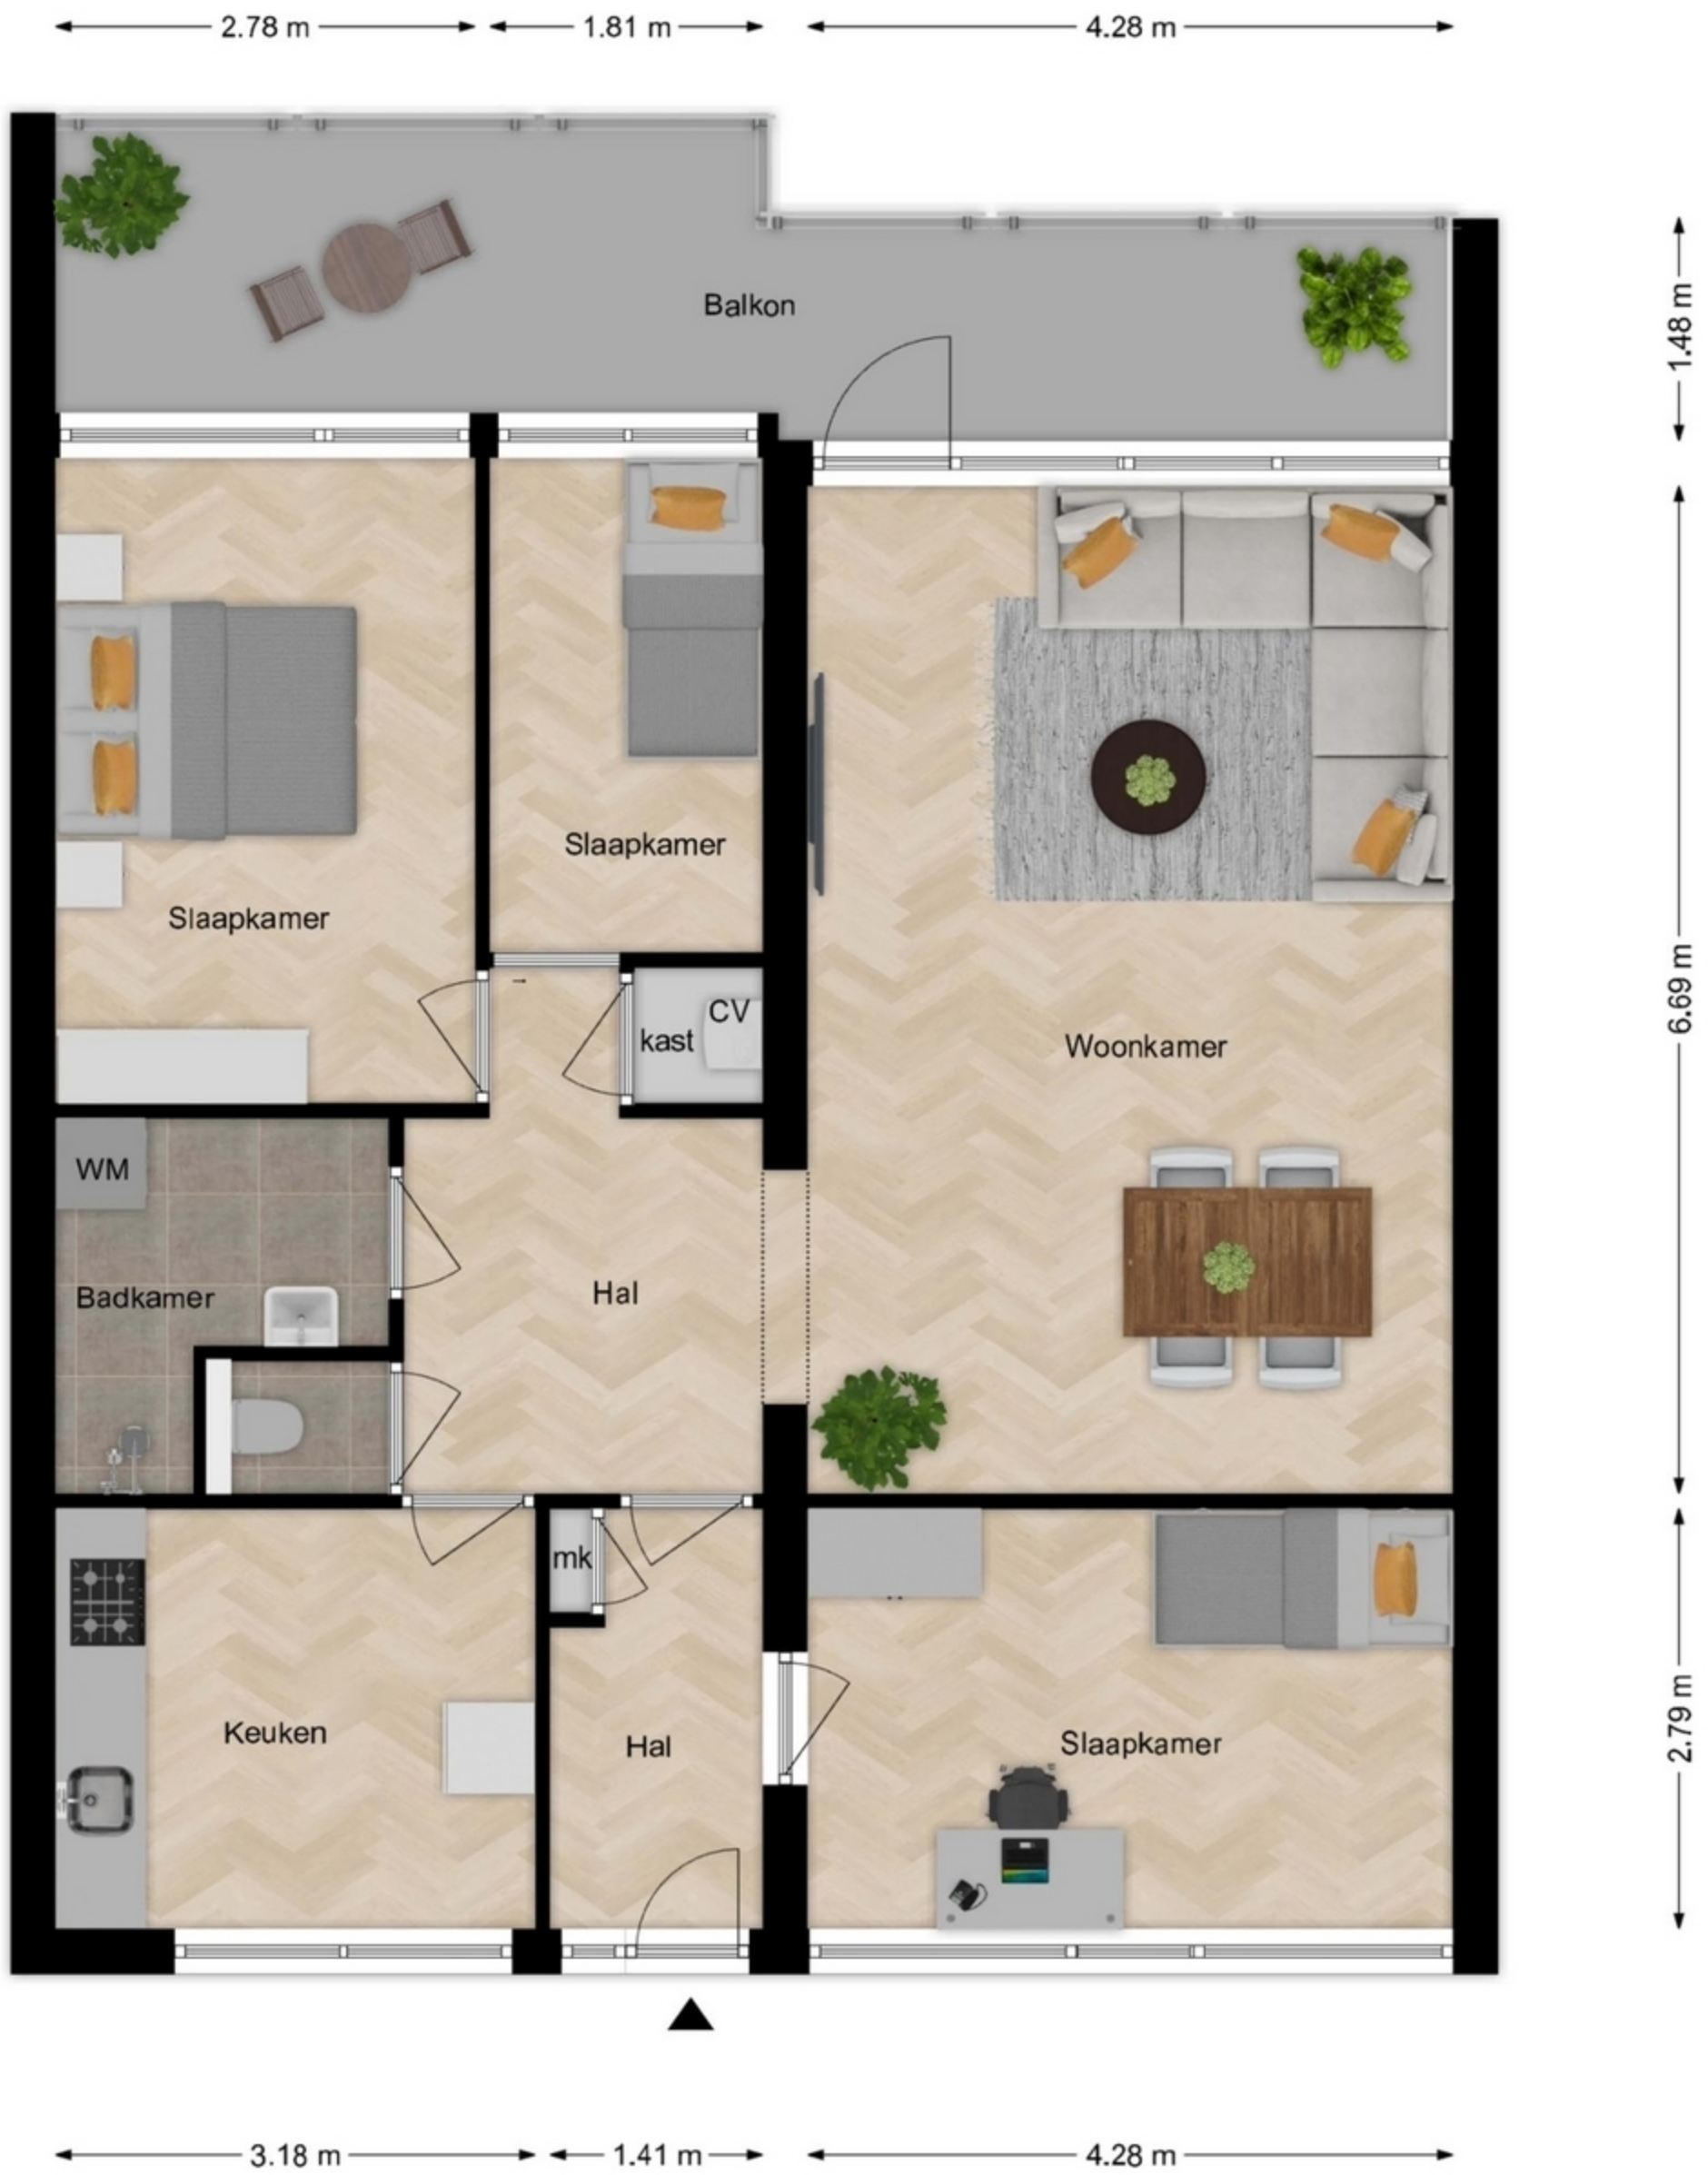 2.78 m
1.81 m
4.28 m
Balkon
1.48 m
Slaapkamer
Slaapkamer
CV
kast
Woonkamer
6.69 m
WM
Badkamer
Hal
mk
Keuken
Hal
Slaapkamer
2.79 m
3.18 m
1.41 m
4.28 m